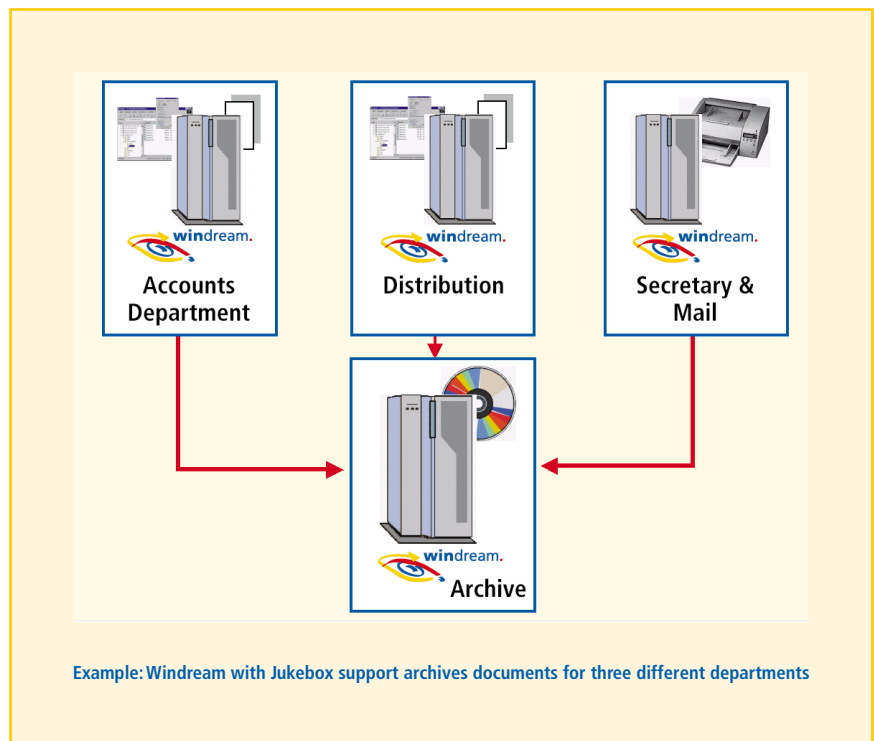 windream.
Accounts
Department
windream.
Distribution
windream.
Secretary &
Mail
windream.
Archive
Example: Windream with Jukebox support archives documents for three different departments